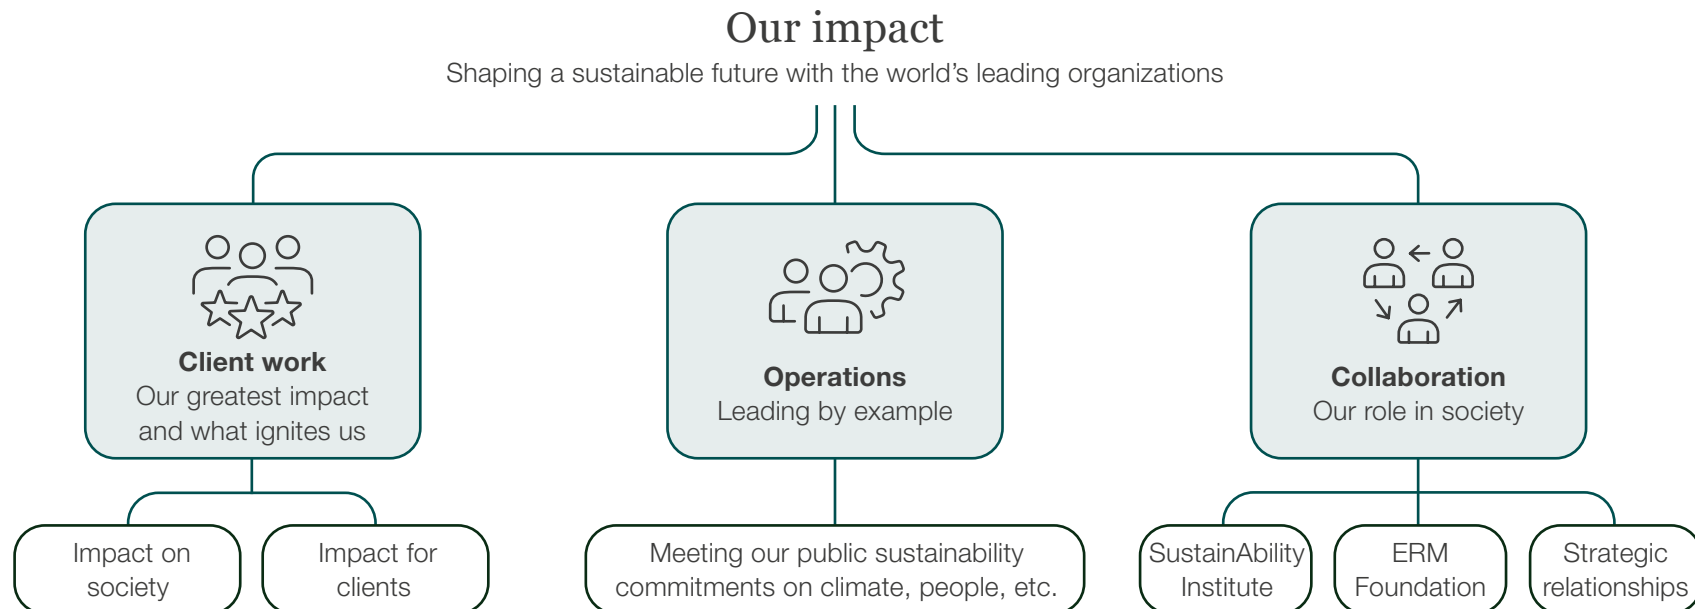 Our impact
Shaping a sustainable future with the world's leading organizations
Client work
Our greatest impact
and what ignites us
Operations
Leading by example
Collaboration
Our role in society
Impact on
society
Impact for
clients
Meeting our public sustainability
commitments on climate, people, etc.
SustainAbility
Institute
ERM
Foundation
Strategic
relationships